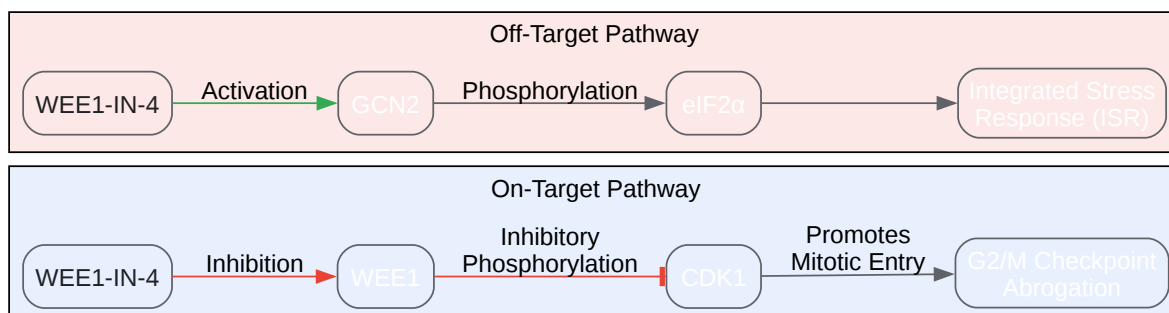 Off-Target Pathway
WEE1-IN-4
Activation
GCN2
Phosphorylation
eIF2α
Integrated Stress
Response (ISR)
On-Target Pathway
WEE1-IN-4
Inhibition
WEE1
Inhibitory
Phosphorylation
CDK1
Promotes
Mitotic Entry
G2/M Checkpoint
Abrogation